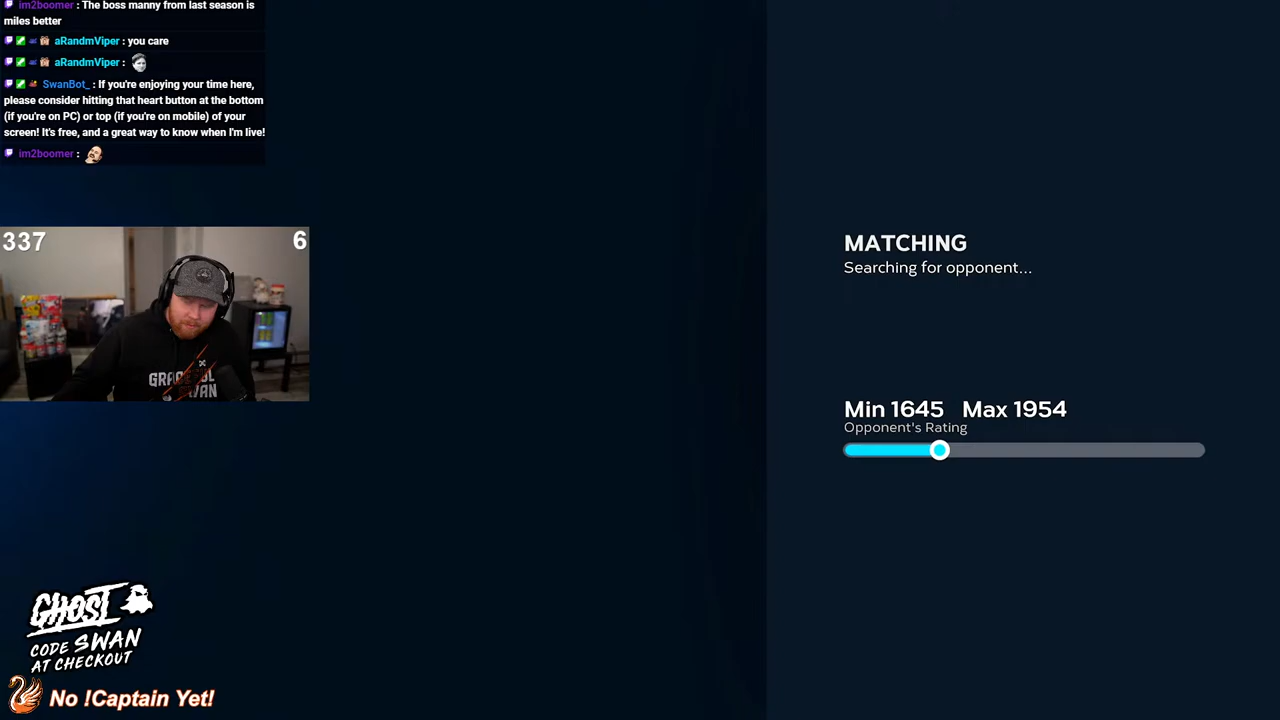 im2boomer : The boss manny from last season is
miles better
aRandmViper : you care
aRandmViper :
SwanBot_ : If you're enjoying your time here,
please consider hitting that heart button at the bottom
(if you're on PC) or top (if you're on mobile) of your
screen! It's free, and a great way to know when I'm live!
im2boomer :
337
6
MATCHING
Searching for opponent...
Min 1645 Max 1954
Opponent's Rating
GHOST
CODE SWAN
AT CHECKOUT
No !Captain Yet!